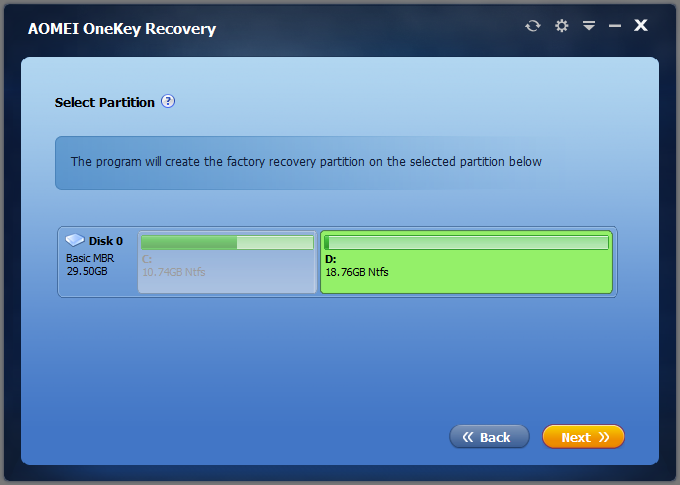 AOMEI OneKey Recovery
Select Partition ?
The program will create the factory recovery partition on the selected partition below
Disk 0
Basic MBR
29.50GB
C:
10.74GB Ntfs
D:
18.76GB Ntfs
Back
Next